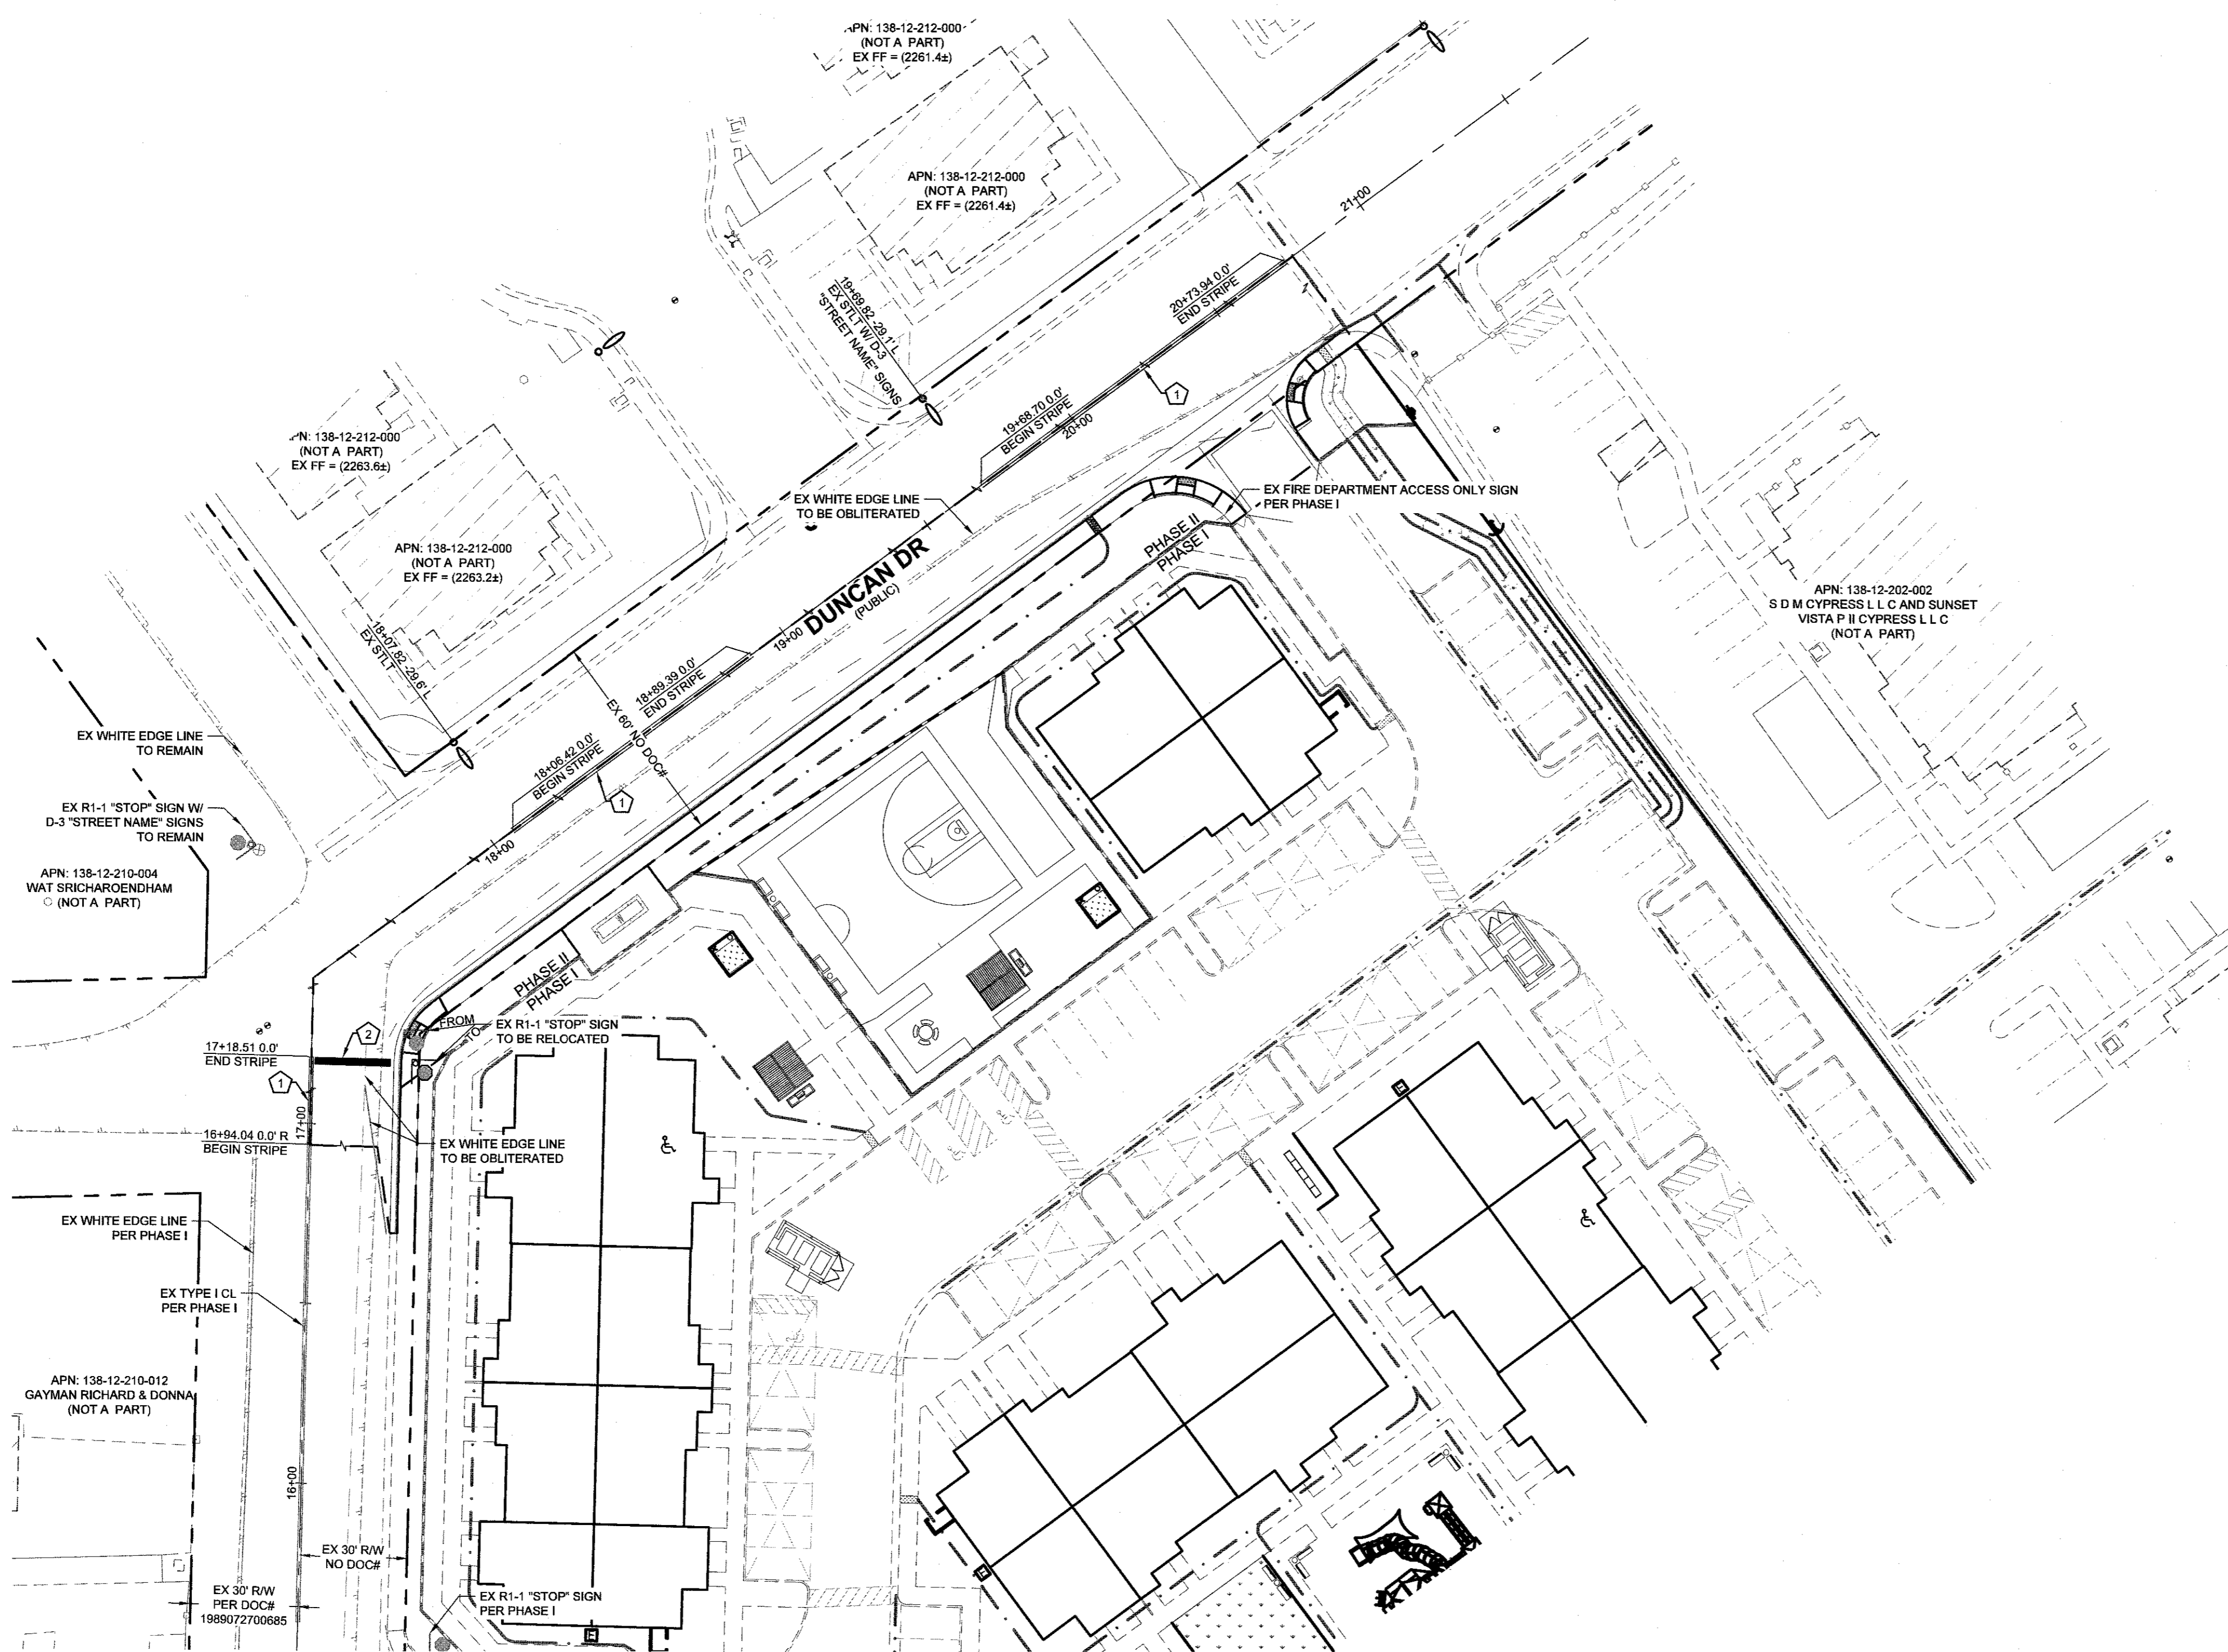 APN: 138-12-212-000
(NOT A PART)
EX FF = (2261.4±)
APN: 138-12-212-000
(NOT A PART)
EX FF = (2261.4±)
21+00
19+69.82 -29.1' L
EX STLT W/ D-3
"STREET NAME" SIGNS
20+73.94 0.0'
END STRIPE
1
19+68.70 0.0'
BEGIN STRIPE
20+00
APN: 138-12-212-000
(NOT A PART)
EX FF = (2263.6±)
EX WHITE EDGE LINE
TO BE OBLITERATED
EX FIRE DEPARTMENT ACCESS ONLY SIGN
PER PHASE I
APN: 138-12-212-000
(NOT A PART)
EX FF = (2263.2±)
PHASE II
PHASE I
DUNCAN DR
(PUBLIC)
19+00
APN: 138-12-202-002
S D M CYPRESS L L C AND SUNSET
VISTA P II CYPRESS L L C
(NOT A PART)
18+07.82 -29.6' L
EX STLT
18+89.39 0.0'
END STRIPE
EX 60' NO DOC#
EX WHITE EDGE LINE
TO REMAIN
18+06.42 0.0'
BEGIN STRIPE
1
EX R1-1 "STOP" SIGN W/
D-3 "STREET NAME" SIGNS
TO REMAIN
18+00
APN: 138-12-210-004
WAT SRICHAROENDHAM
(NOT A PART)
PHASE II
PHASE I
FROM
TO
EX R1-1 "STOP" SIGN
TO BE RELOCATED
2
17+18.51 0.0'
END STRIPE
1
17+00
16+94.04 0.0' R
BEGIN STRIPE
EX WHITE EDGE LINE
TO BE OBLITERATED
EX WHITE EDGE LINE
PER PHASE I
EX TYPE I CL
PER PHASE I
APN: 138-12-210-012
GAYMAN RICHARD & DONNA
(NOT A PART)
16+00
EX 30' R/W
NO DOC#
EX 30' R/W
PER DOC#
1989072700685
EX R1-1 "STOP" SIGN
PER PHASE I